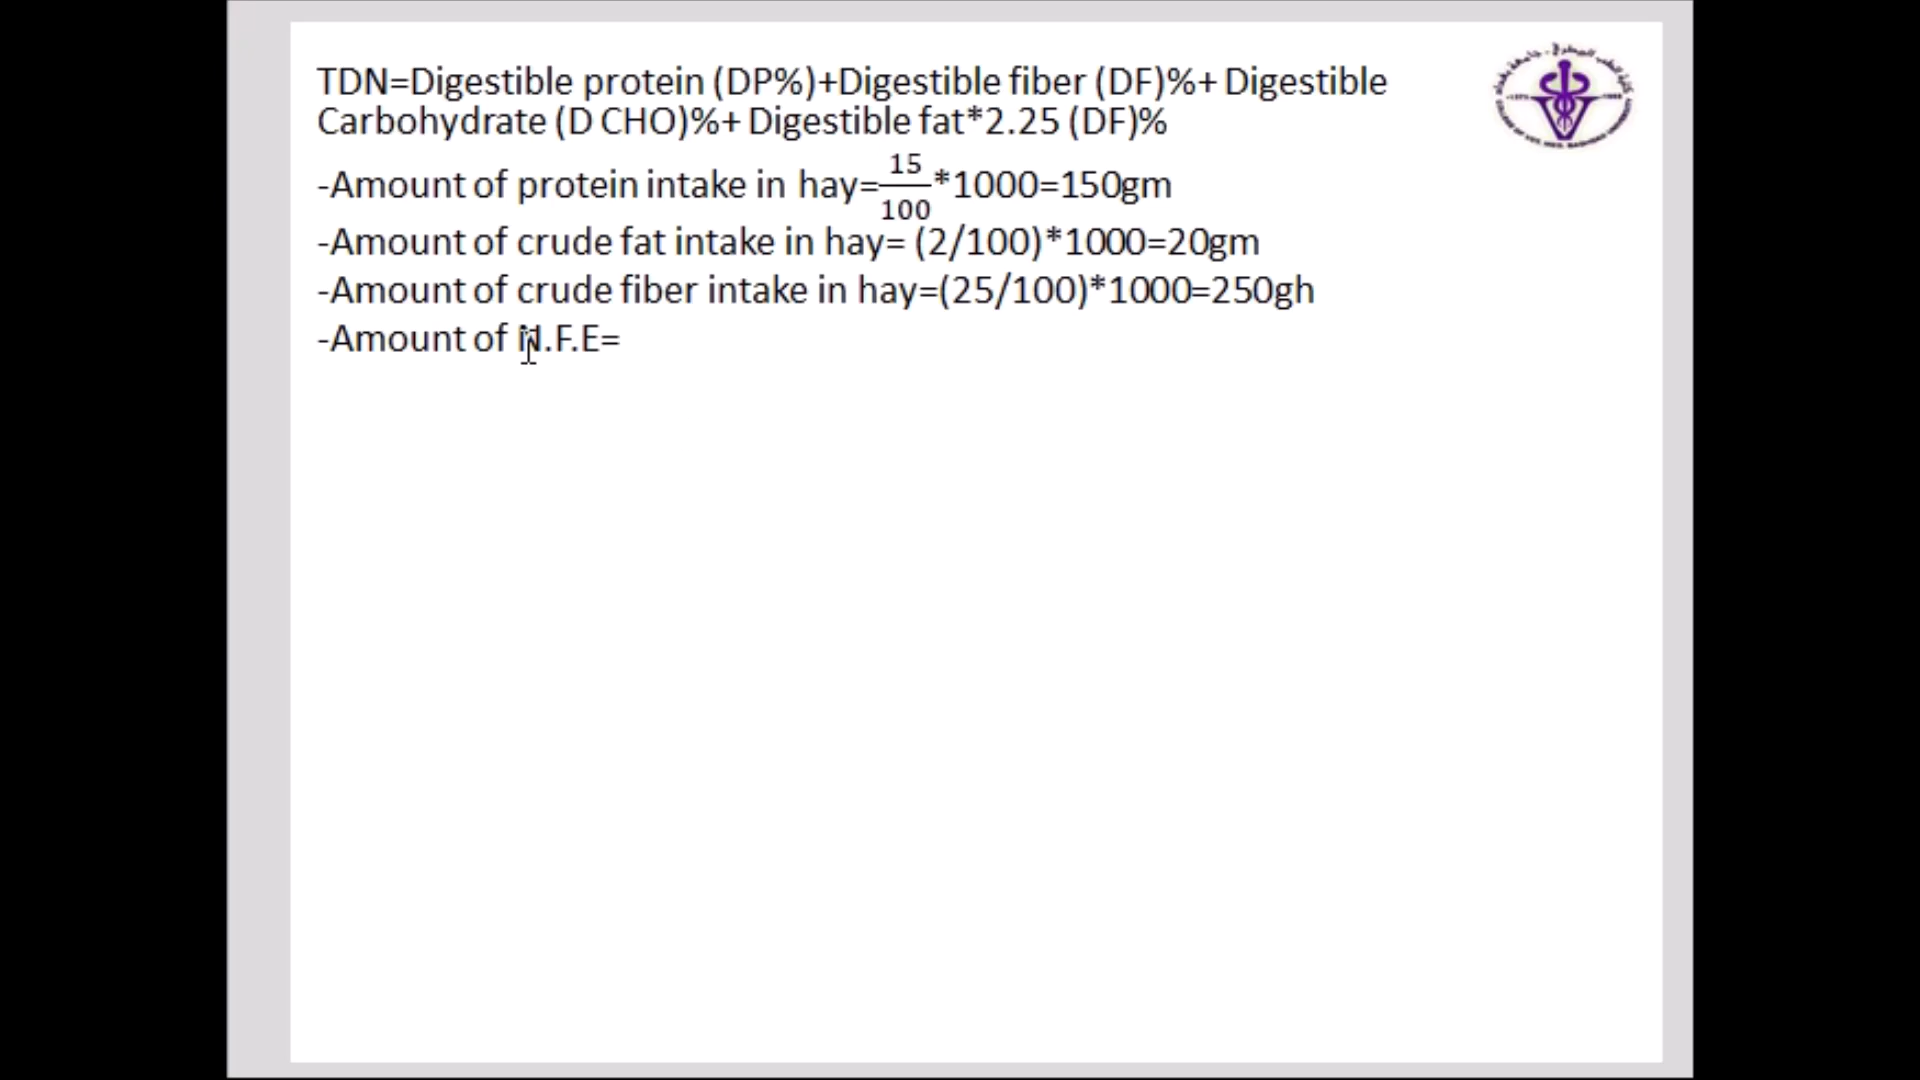 TDN=Digestible protein (DP%)+Digestible fiber (DF)%+ Digestible
Carbohydrate (D CHO)%+ Digestible fat*2.25 (DF)%
-Amount of protein intake in hay=15/100*1000=150gm
-Amount of crude fat intake in hay= (2/100)*1000=20gm
-Amount of crude fiber intake in hay=(25/100)*1000=250gh
-Amount of N.F.E=